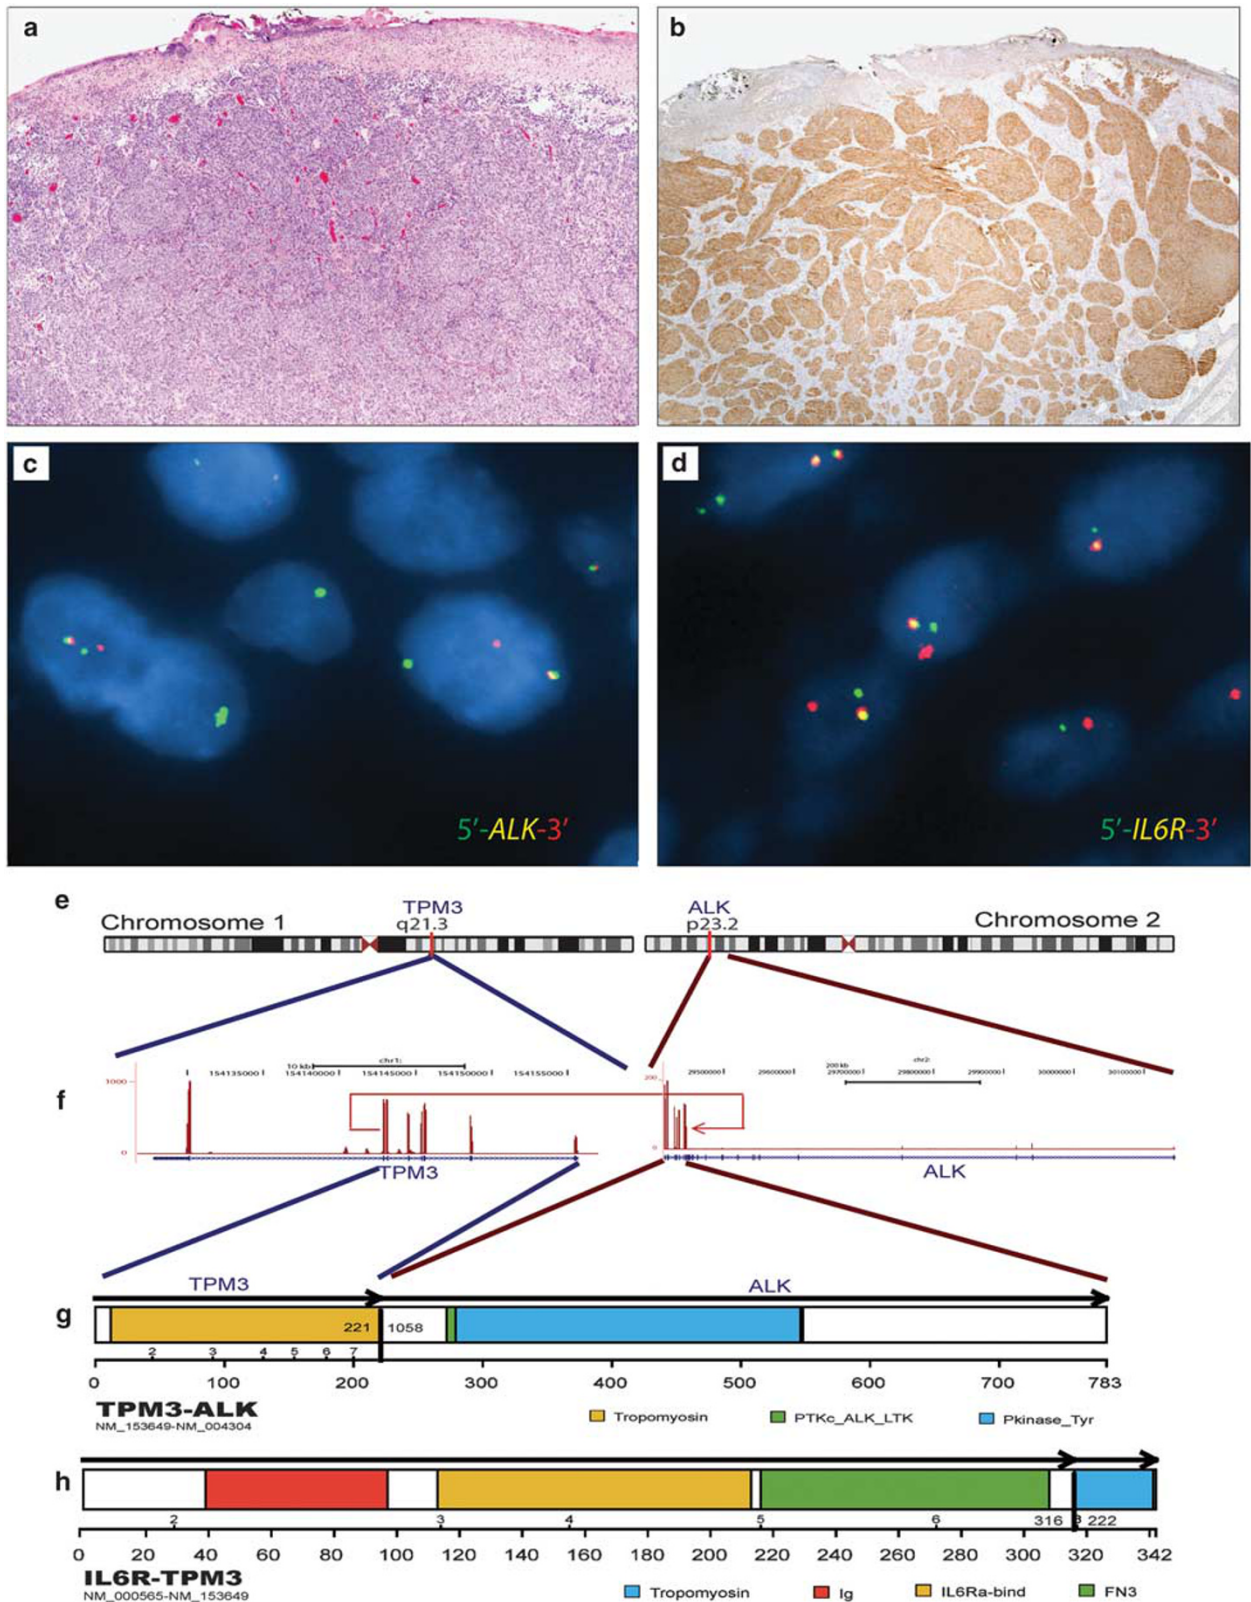 a
b
c
d
5'-ALK-3'
5'-IL6R-3'
e
Chromosome 1
TPM3
q21.3
ALK
p23.2
Chromosome 2
f
10 kb
chr1:
154135000
154140000
154145000
154150000
154155000
1000
0
TPM3
200 kb
chr2:
29500000
29600000
29700000
29800000
29900000
30000000
30100000
200
0
ALK
TPM3
ALK
g
221
1058
2 3 4 5 6 7
0 100 200 300 400 500 600 700 783
TPM3-ALK
NM_153649-NM_004304
Tropomyosin
PTKc_ALK_LTK
Pkinase_Tyr
h
2 3 4 5 6 316 8 222
0 20 40 60 80 100 120 140 160 180 200 220 240 260 280 300 320 342
IL6R-TPM3
NM_000565-NM_153649
Tropomyosin
Ig
IL6Ra-bind
FN3